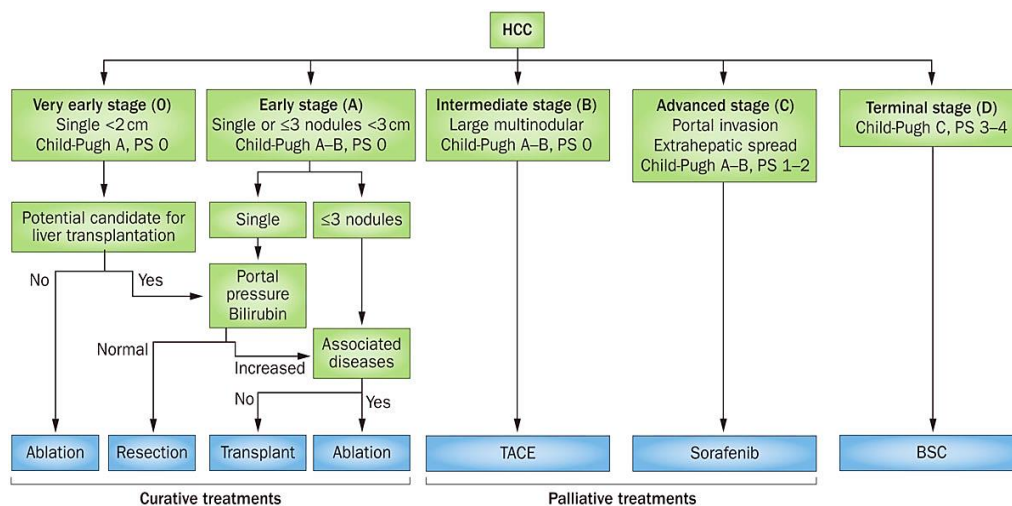 HCC
Very early stage (0)
Single <2cm
Child-Pugh A, PS 0
Early stage (A)
Single or ≤3 nodules <3cm
Child-Pugh A–B, PS 0
Intermediate stage (B)
Large multinodular
Child-Pugh A–B, PS 0
Advanced stage (C)
Portal invasion
Extrahepatic spread
Child-Pugh A–B, PS 1–2
Terminal stage (D)
Child-Pugh C, PS 3–4
Potential candidate for
liver transplantation
Single
≤3 nodules
No
Yes
Portal
pressure
Bilirubin
Normal
Increased
Associated
diseases
No
Yes
Ablation
Resection
Transplant
Ablation
TACE
Sorafenib
BSC
Curative treatments
Palliative treatments